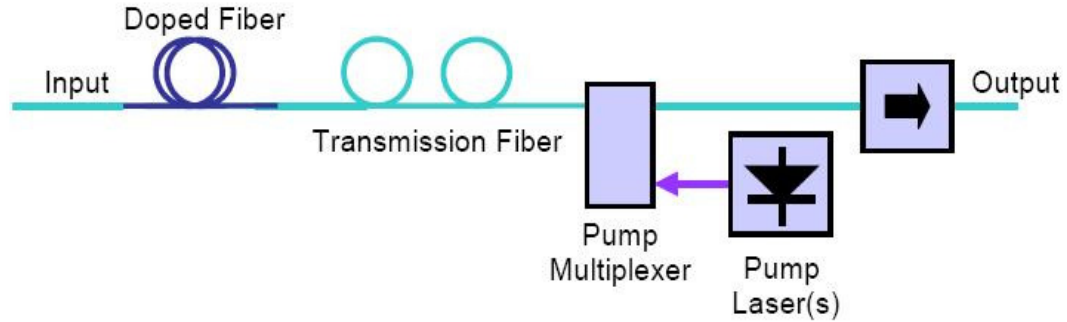 Doped Fiber
Input
Output
Transmission Fiber
Pump
Multiplexer
Pump
Laser(s)